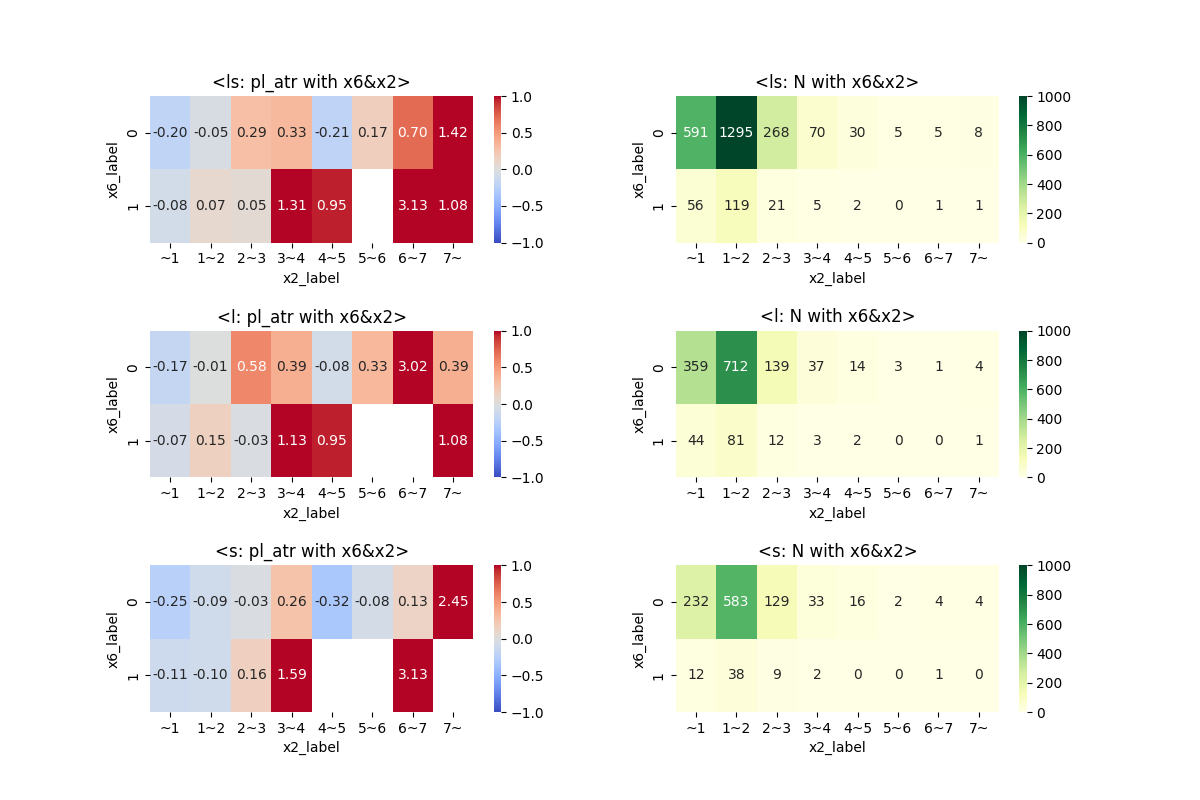 <ls: pl_atr with x6&x2>
x6_label
0 -0.20 -0.05 0.29 0.33 -0.21 0.17 0.70 1.42
1 -0.08 0.07 0.05 1.31 0.95 3.13 1.08
~1 1~2 2~3 3~4 4~5 5~6 6~7 7~
x2_label
1.0
0.5
0.0
−0.5
−1.0
<ls: N with x6&x2>
x6_label
0 591 1295 268 70 30 5 5 8
1 56 119 21 5 2 0 1 1
~1 1~2 2~3 3~4 4~5 5~6 6~7 7~
x2_label
1000
800
600
400
200
0
<l: pl_atr with x6&x2>
x6_label
0 -0.17 -0.01 0.58 0.39 -0.08 0.33 3.02 0.39
1 -0.07 0.15 -0.03 1.13 0.95 1.08
~1 1~2 2~3 3~4 4~5 5~6 6~7 7~
x2_label
1.0
0.5
0.0
−0.5
−1.0
<l: N with x6&x2>
x6_label
0 359 712 139 37 14 3 1 4
1 44 81 12 3 2 0 0 1
~1 1~2 2~3 3~4 4~5 5~6 6~7 7~
x2_label
1000
800
600
400
200
0
<s: pl_atr with x6&x2>
x6_label
0 -0.25 -0.09 -0.03 0.26 -0.32 -0.08 0.13 2.45
1 -0.11 -0.10 0.16 1.59 3.13
~1 1~2 2~3 3~4 4~5 5~6 6~7 7~
x2_label
1.0
0.5
0.0
−0.5
−1.0
<s: N with x6&x2>
x6_label
0 232 583 129 33 16 2 4 4
1 12 38 9 2 0 0 1 0
~1 1~2 2~3 3~4 4~5 5~6 6~7 7~
x2_label
1000
800
600
400
200
0